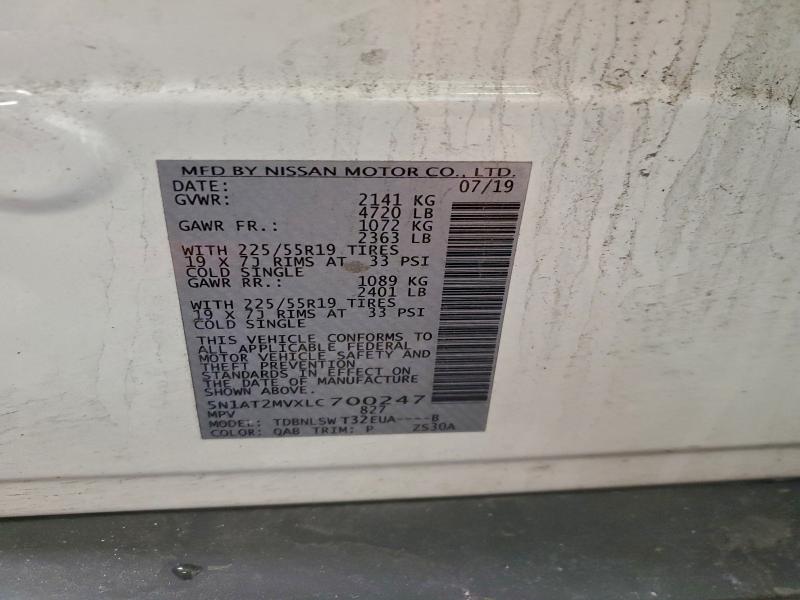 MFD BY NISSAN MOTOR CO., LTD.
DATE: 07/19
GVWR: 2141 KG
4720 LB
GAWR FR.: 1072 KG
2363 LB
WITH 225/55R19 TIRES
19 X 7J RIMS AT 33 PSI
COLD SINGLE
GAWR RR.: 1089 KG
2401 LB
WITH 225/55R19 TIRES
19 X 7J RIMS AT 33 PSI
COLD SINGLE
THIS VEHICLE CONFORMS TO
ALL APPLICABLE FEDERAL
MOTOR VEHICLE SAFETY AND
THEFT PREVENTION
STANDARDS IN EFFECT ON
THE DATE OF MANUFACTURE
SHOWN ABOVE.
5N1AT2MVXLC700247
MPV 827
MODEL: TDBNLSW T32EUA----B
COLOR: QAB TRIM: P ZS30A